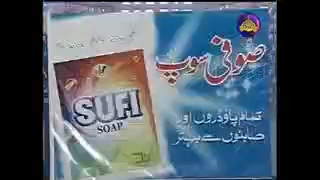 صوفی سوپ
SUFI
SOAP
تمام پاؤڈروں اور
صابنوں سے بہتر